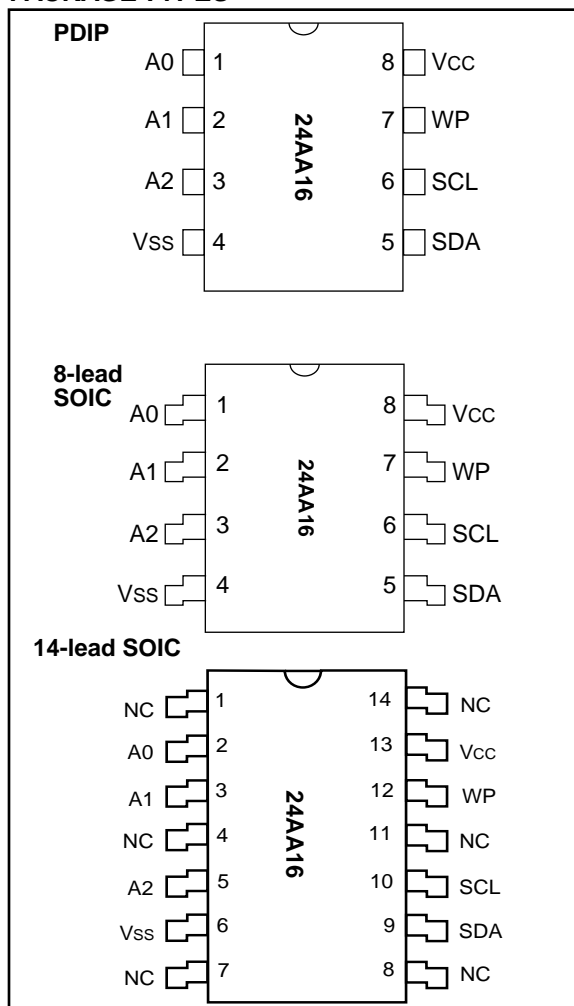 PDIP
A0 1 8 VCC
A1 2 7 WP
A2 3 6 SCL
VSS 4 5 SDA
24AA16
8-lead
SOIC
A0 1 8 VCC
A1 2 7 WP
A2 3 6 SCL
VSS 4 5 SDA
24AA16
14-lead SOIC
NC 1 14 NC
A0 2 13 VCC
A1 3 12 WP
NC 4 11 NC
A2 5 10 SCL
VSS 6 9 SDA
NC 7 8 NC
24AA16